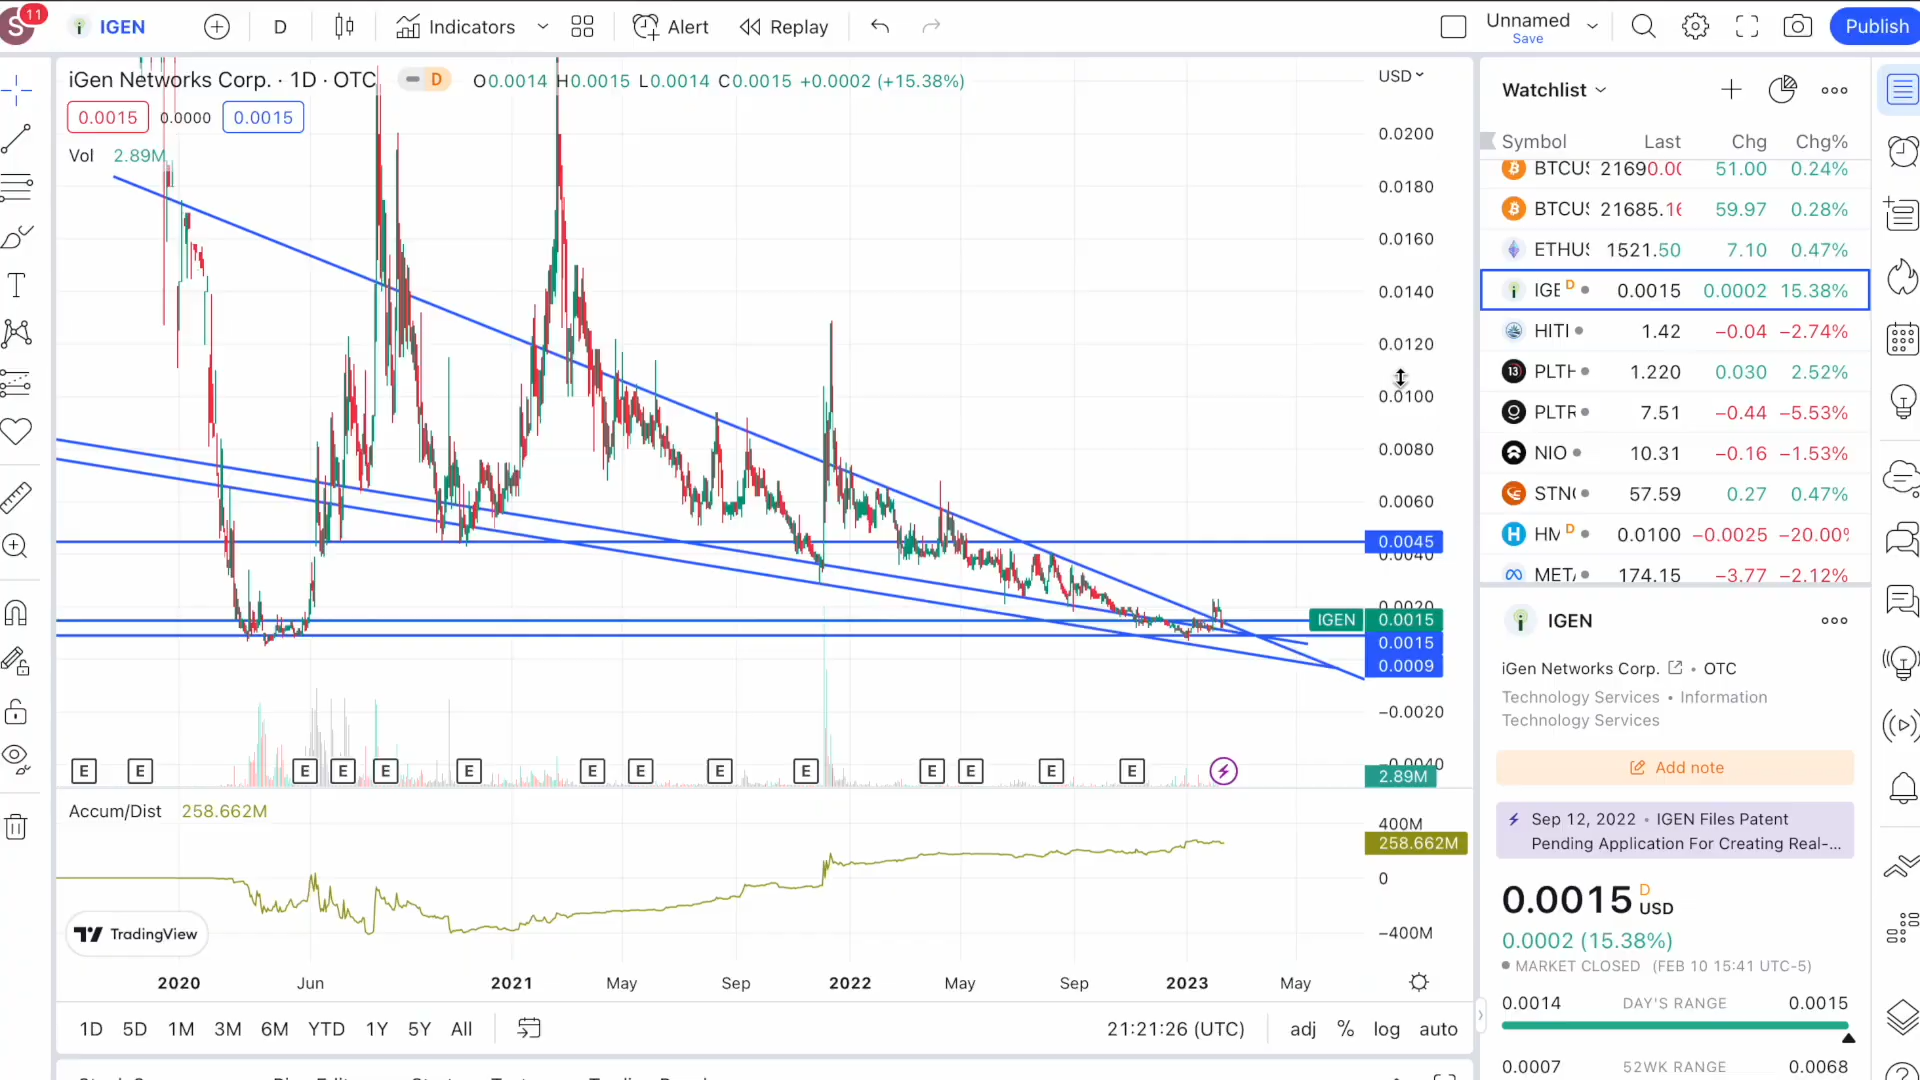 S 11 IGEN D Indicators Alert Replay Unnamed Save Publish
iGen Networks Corp. · 1D · OTC D O0.0014 H0.0015 L0.0014 C0.0015 +0.0002 (+15.38%)
0.0015 0.0000 0.0015
Vol 2.89M
USD
0.0200
0.0180
0.0160
0.0140
0.0120
0.0100
0.0080
0.0060
0.0045
0.0040
0.0020
IGEN 0.0015
0.0015
0.0009
−0.0020
−0.0040
2.89M
E E E E E E E E E E E E E E
Accum/Dist 258.662M
400M
258.662M
0
−400M
TradingView
2020 Jun 2021 May Sep 2022 May Sep 2023 May
1D 5D 1M 3M 6M YTD 1Y 5Y All
21:21:26 (UTC) adj % log auto
Watchlist
Symbol Last Chg Chg%
BTCUS 21690.00 51.00 0.24%
BTCUS 21685.16 59.97 0.28%
ETHUS 1521.50 7.10 0.47%
IGE D 0.0015 0.0002 15.38%
HITI 1.42 −0.04 −2.74%
13 PLTH 1.220 0.030 2.52%
PLTR 7.51 −0.44 −5.53%
NIO 10.31 −0.16 −1.53%
STN 57.59 0.27 0.47%
HM D 0.0100 −0.0025 −20.00%
META 174.15 −3.77 −2.12%
IGEN
iGen Networks Corp. • OTC
Technology Services • Information
Technology Services
Add note
Sep 12, 2022 • IGEN Files Patent
Pending Application For Creating Real-...
0.0015 D USD
0.0002 (15.38%)
MARKET CLOSED (FEB 10 15:41 UTC-5)
0.0014 DAY'S RANGE 0.0015
0.0007 52WK RANGE 0.0068